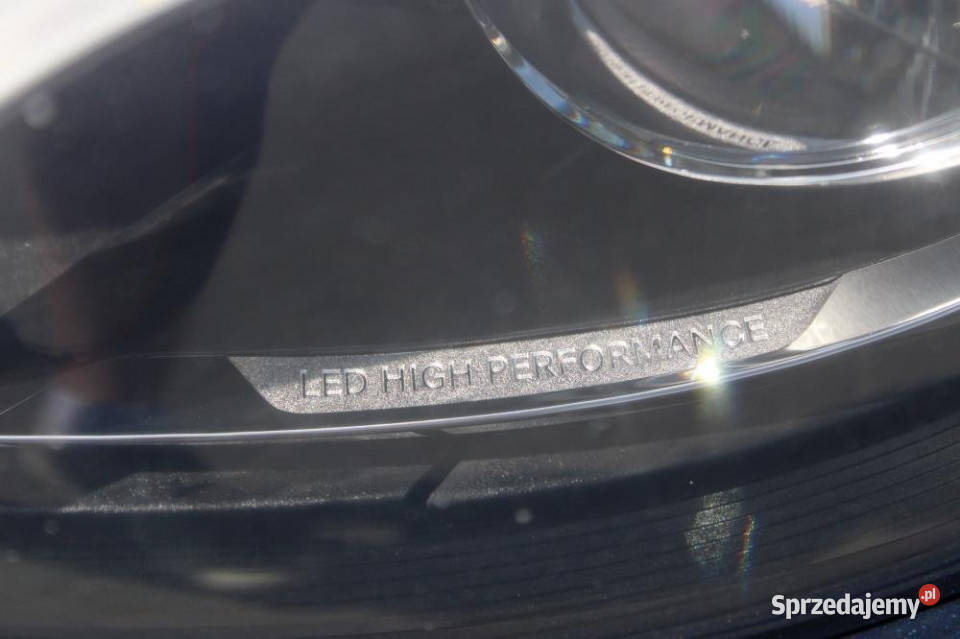 LED HIGH PERFORMANCE
Sprzedajemy.pl